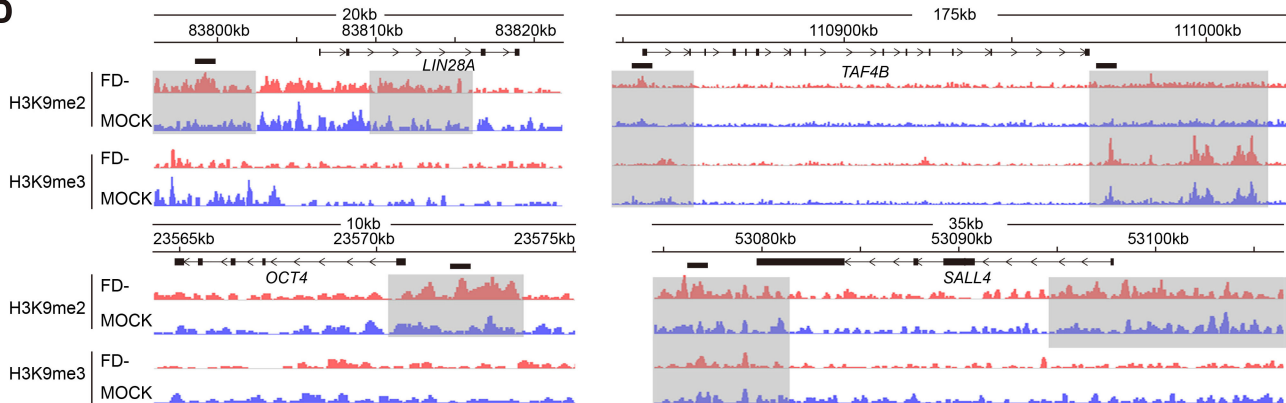 20kb
83800kb 83810kb 83820kb
LIN28A
H3K9me2
FD-
MOCK
H3K9me3
FD-
MOCK
175kb
110900kb 111000kb
TAF4B
10kb
23565kb 23570kb 23575kb
OCT4
H3K9me2
FD-
MOCK
H3K9me3
FD-
MOCK
35kb
53080kb 53090kb 53100kb
SALL4